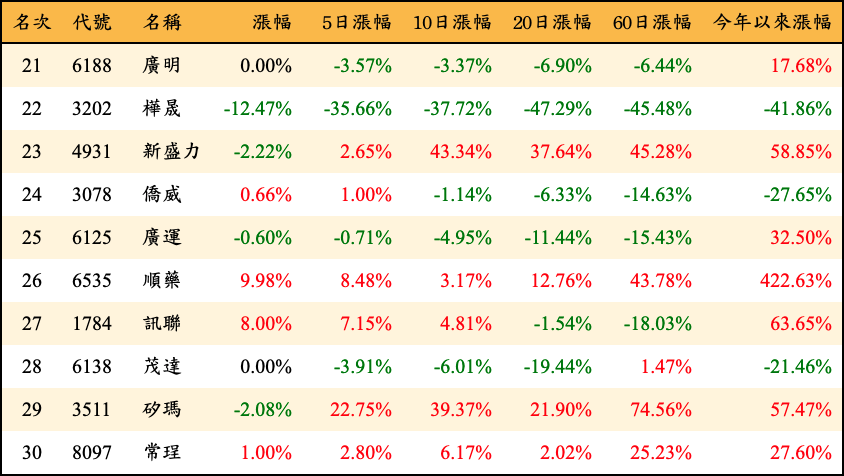 名次 代號 名稱 漲幅 5日漲幅 10日漲幅 20日漲幅 60日漲幅 今年以來漲幅
21 6188 廣明 0.00% -3.57% -3.37% -6.90% -6.44% 17.68%
22 3202 樺晟 -12.47% -35.66% -37.72% -47.29% -45.48% -41.86%
23 4931 新盛力 -2.22% 2.65% 43.34% 37.64% 45.28% 58.85%
24 3078 僑威 0.66% 1.00% -1.14% -6.33% -14.63% -27.65%
25 6125 廣運 -0.60% -0.71% -4.95% -11.44% -15.43% 32.50%
26 6535 順藥 9.98% 8.48% 3.17% 12.76% 43.78% 422.63%
27 1784 訊聯 8.00% 7.15% 4.81% -1.54% -18.03% 63.65%
28 6138 茂達 0.00% -3.91% -6.01% -19.44% 1.47% -21.46%
29 3511 矽瑪 -2.08% 22.75% 39.37% 21.90% 74.56% 57.47%
30 8097 常珵 1.00% 2.80% 6.17% 2.02% 25.23% 27.60%